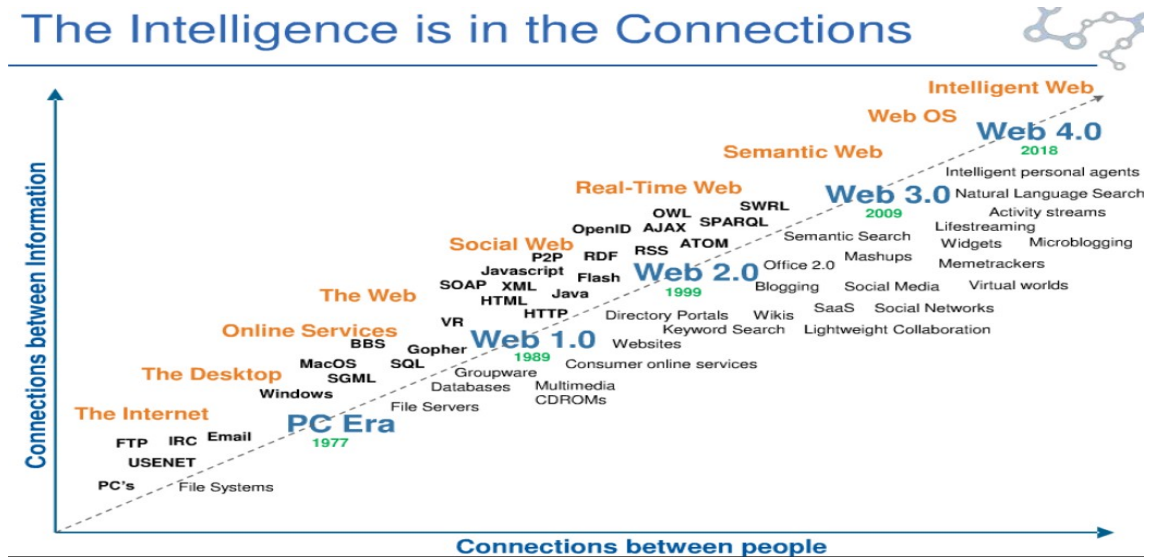 The Intelligence is in the Connections
Connections between Information
Intelligent Web
Web OS
Web 4.0
2018
Semantic Web
Intelligent personal agents
Real-Time Web
Web 3.0
Natural Language Search
2009
SWRL
OWL
Activity streams
SPARQL
OpenID
AJAX
Lifestreaming
Social Web
ATOM
Semantic Search
Widgets
Microblogging
P2P
RDF
RSS
Mashups
Javascript
Flash
Web 2.0
Office 2.0
Memetrackers
SOAP
XML
1999
Blogging
Social Media
Virtual worlds
The Web
HTML
Java
HTTP
Directory Portals
Wikis
SaaS
Social Networks
VR
Keyword Search
Lightweight Collaboration
Online Services
BBS
Gopher
Web 1.0
Websites
1989
MacOS
SQL
Consumer online services
The Desktop
SGML
Groupware
Windows
Databases
Multimedia
CDROMs
The Internet
PC Era
File Servers
1977
FTP
IRC
Email
USENET
PC's
File Systems
Connections between people